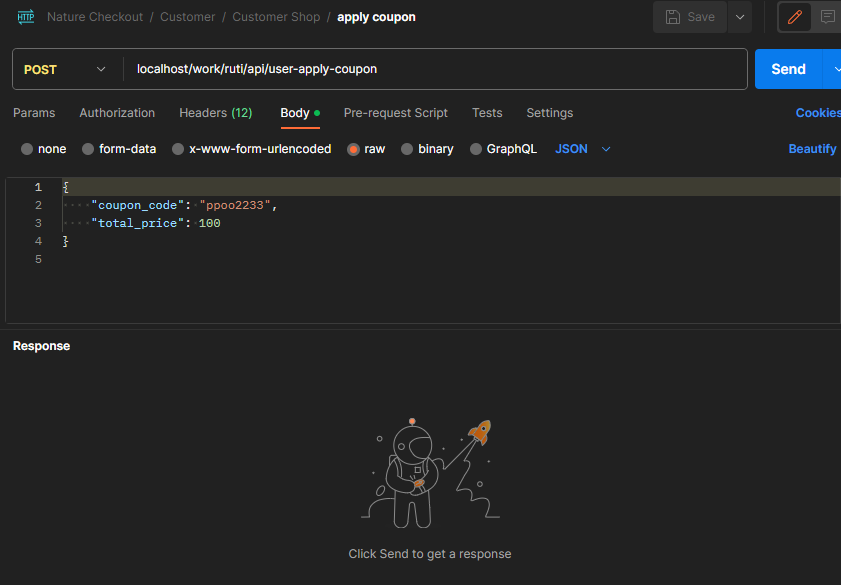 HTTP Nature Checkout / Customer / Customer Shop / apply coupon Save
POST localhost/work/ruti/api/user-apply-coupon Send
Params Authorization Headers (12) Body Pre-request Script Tests Settings Cookies
none form-data x-www-form-urlencoded raw binary GraphQL JSON Beautify
1 {
2 "coupon_code": "ppoo2233",
3 "total_price": 100
4 }
5
Response
Click Send to get a response